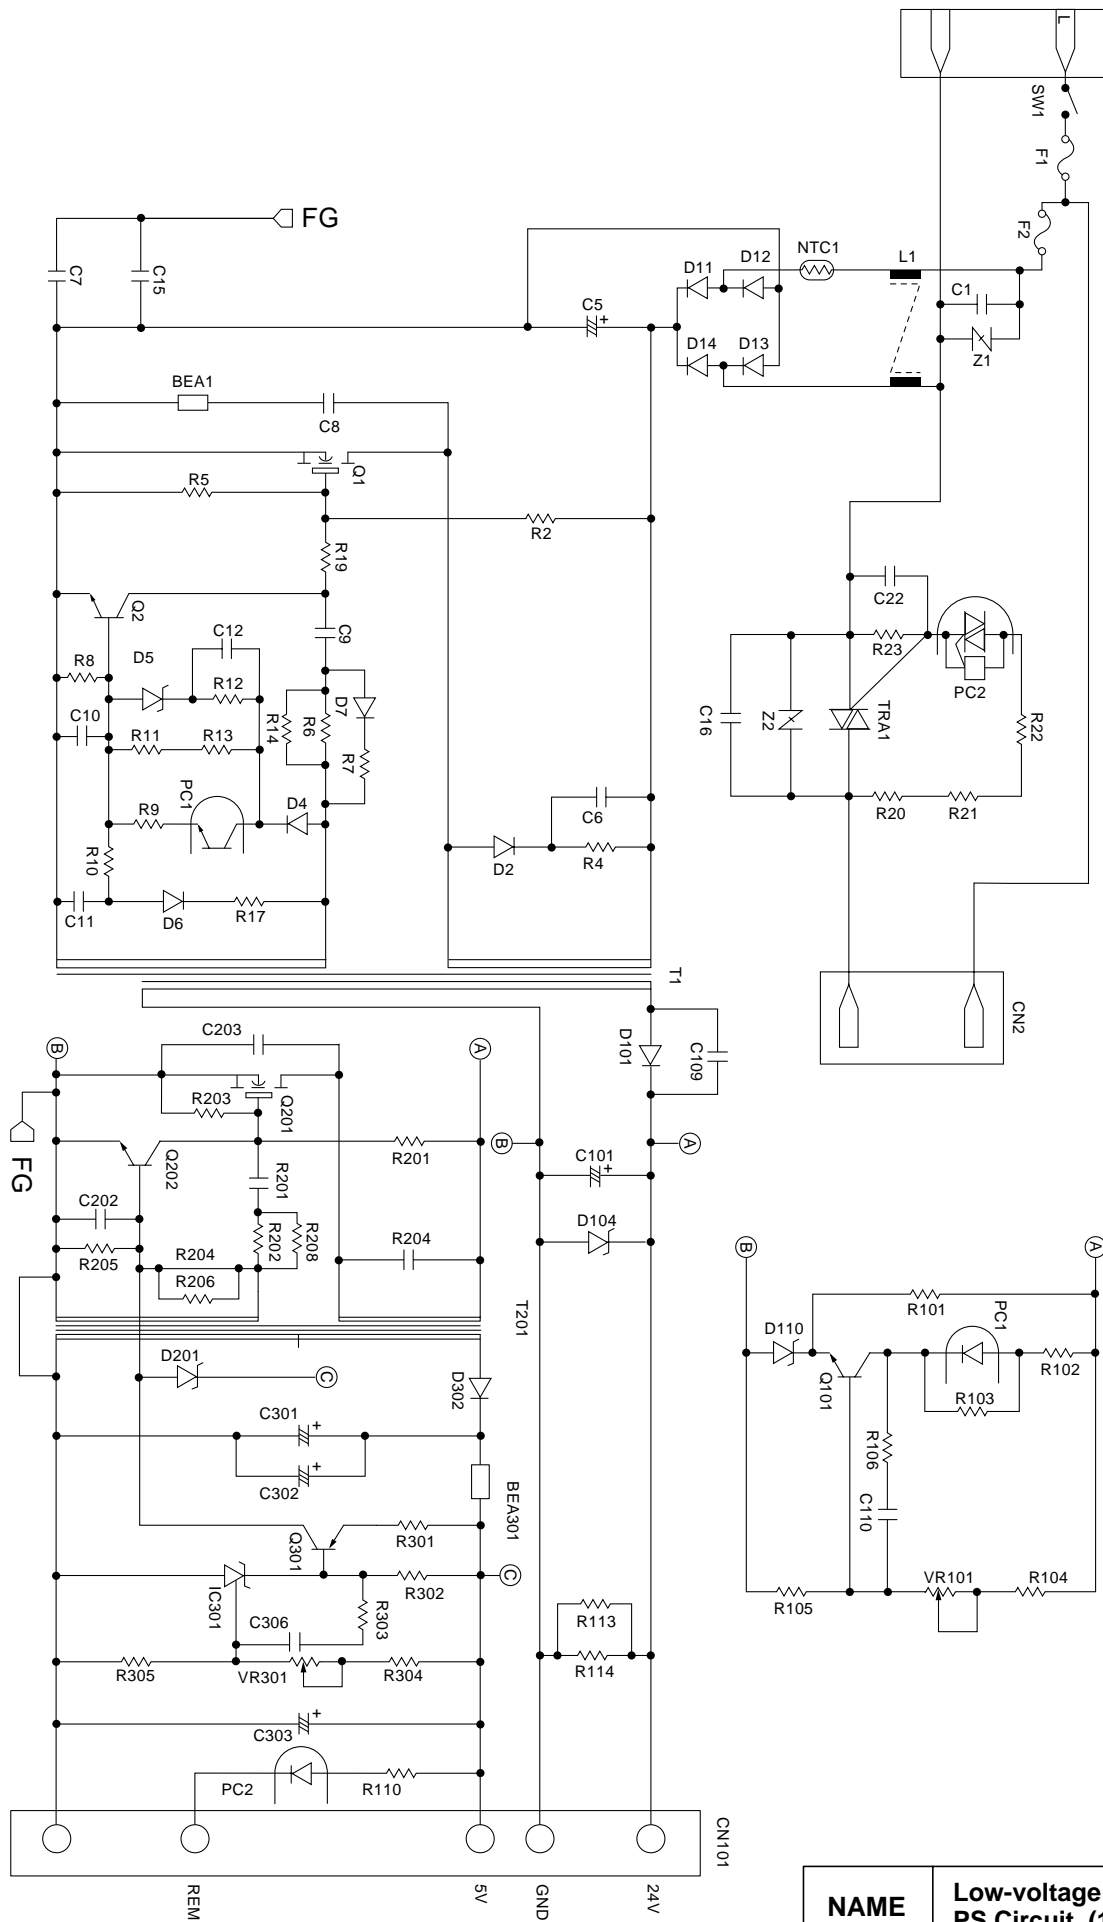 L
SW1
F1
F2
FG
C7
C15
C5
D11
D12
NTC1
L1
C1
Z1
D14
D13
BEA1
C8
Q1
R5
R2
R19
Q2
C9
C22
R23
PC2
R8
D5
C12
R12
D7
R14
R6
C10
R11
R13
R7
C16
Z2
TRA1
R22
PC1
R9
D4
C6
R20
R21
R10
D2
R4
C11
D6
R17
T1
CN2
C203
D101
C109
B
A
R203
Q201
FG
Q202
R201
B
A
C101
C202
R201
R202
R208
R204
D104
R205
R204
R206
B
A
T201
R101
PC1
D110
R102
D201
C
D302
Q101
R103
C301
R106
C302
BEA301
C110
Q301
R301
IC301
R302
C
R303
C306
R113
VR101
R104
R105
R305
VR301
R304
R114
C303
PC2
R110
CN101
REM
5V
GND
24V
NAME
Low-voltage
PS Circuit (1